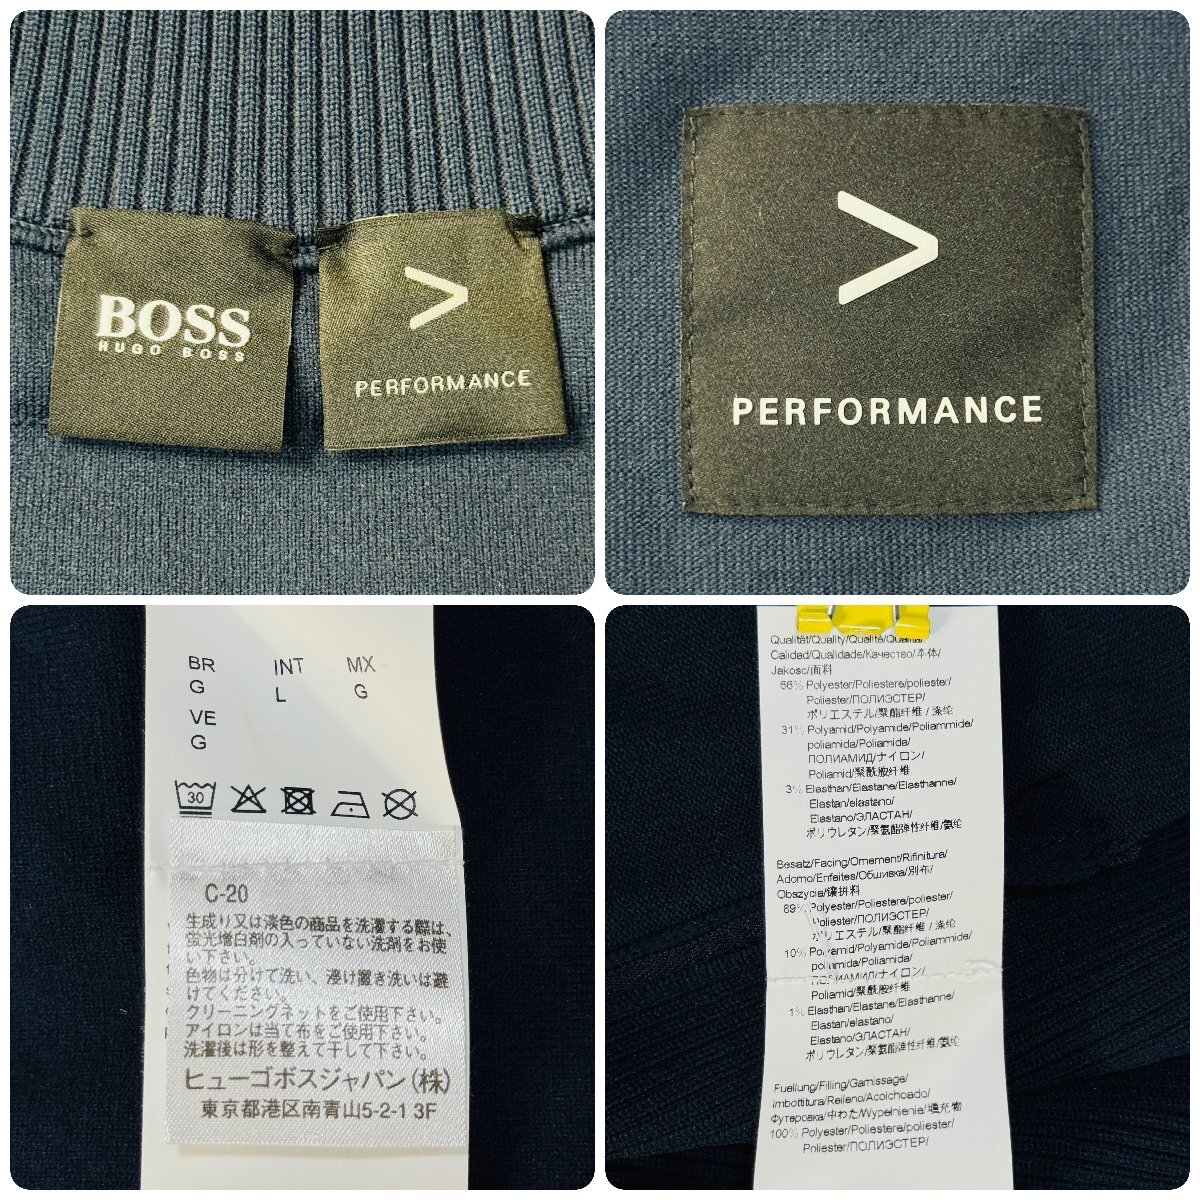 BOSS
HUGO BOSS
PERFORMANCE
PERFORMANCE
BR
G
INT
L
MX
G
VE
G
30
C-20
生成り又は淡色の商品を洗濯する際は、
蛍光増白剤の入っていない洗剤をお使
い下さい。
色物は分けて洗い、浸け置き洗いは避
けてください。
クリーニングネットをご使用下さい。
アイロンは当て布をご使用下さい。
洗濯後は形を整えて干して下さい。
ヒューゴボスジャパン(株)
東京都港区南青山5-2-1 3F
Qualität/Quality/Qualité/Qualità/
Calidad/Qualidade/Качество/本体/
Jakosc/面料
66% Polyester/Poliestere/poliester/
Poliester/ПОЛИЭСТЕР/
ポリエステル/聚酯纤维 / 涤纶
31% Polyamid/Polyamide/Poliammide/
poliamida/Poliamida/
ПОЛИАМИД/ナイロン/
Poliamid/聚酰胺纤维
3% Elasthan/Elastane/Elasthanne/
Elastan/elastano/
Elastano/ЭЛАСТАН/
ポリウレタン/聚氨酯弹性纤维/氨纶
Besatz/Facing/Ornement/Rifinitura/
Adorno/Enfeites/Обшивка/別布/
Obszycia/镶拼料
89% Polyester/Poliestere/poliester/
Poliester/ПОЛИЭСТЕР/
ポリエステル/聚酯纤维 / 涤纶
10% Polyamid/Polyamide/Poliammide/
poliamida/Poliamida/
ПОЛИАМИД/ナイロン/
Poliamid/聚酰胺纤维
1% Elasthan/Elastane/Elasthanne/
Elastan/elastano/
Elastano/ЭЛАСТАН/
ポリウレタン/聚氨酯弹性纤维/氨纶
Fuellung/Filling/Garnissage/
Imbottitura/Relleno/Acolchoado/
Футеровка/中わた/Wypelnienie/填充物
100% Polyester/Poliestere/poliester/
Poliester/ПОЛИЭСТЕР/